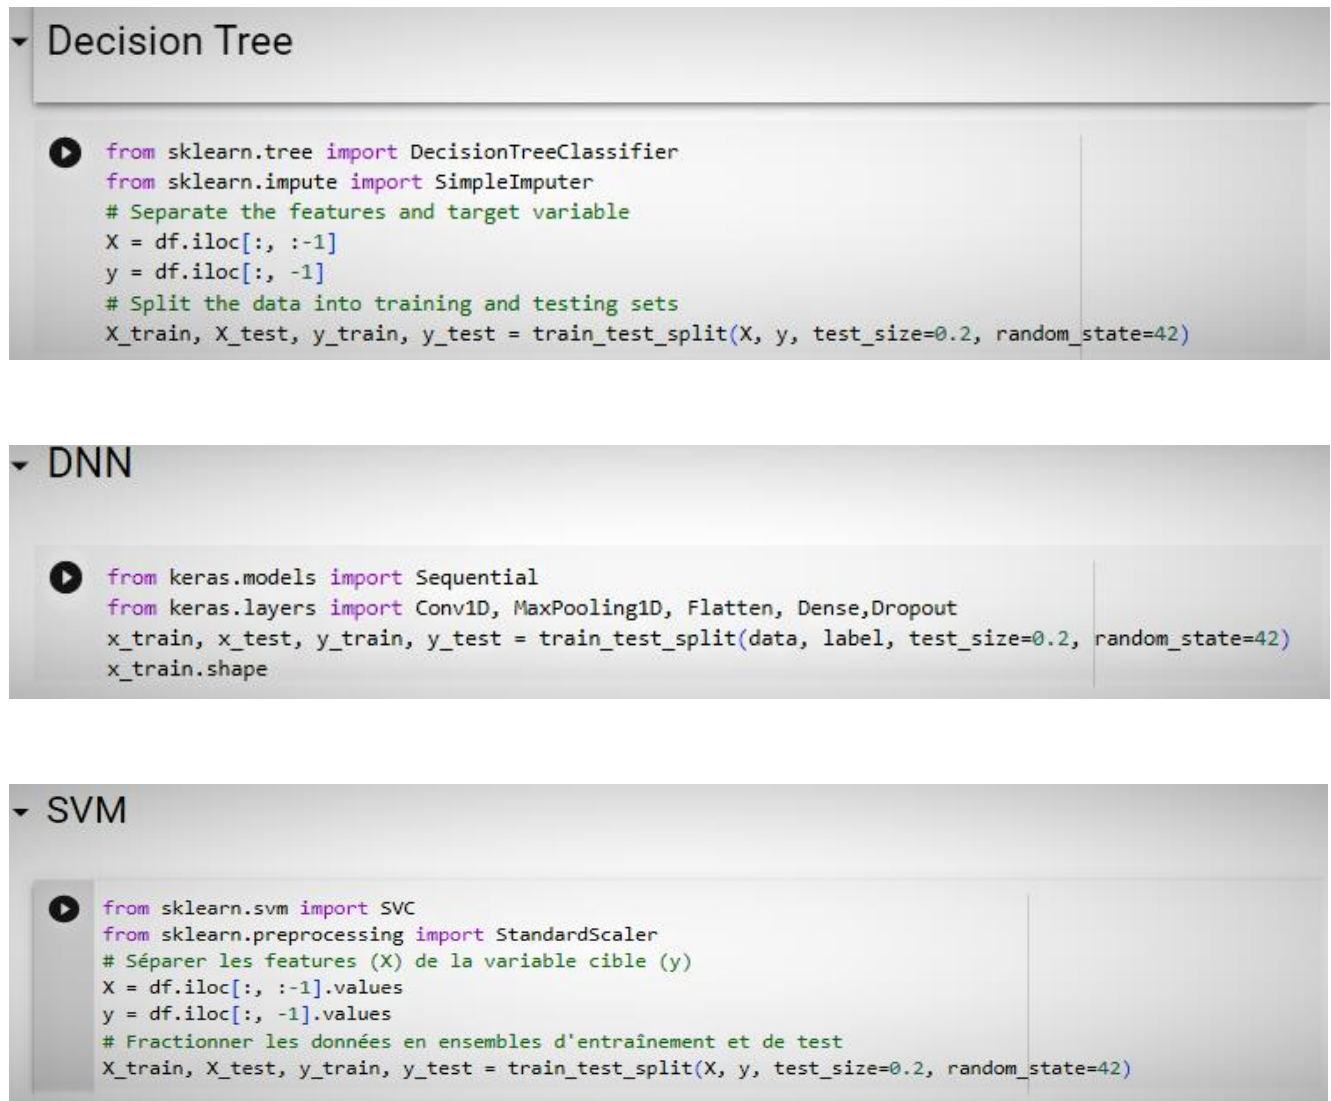 Decision Tree
from sklearn.tree import DecisionTreeClassifier
from sklearn.impute import SimpleImputer
# Separate the features and target variable
X = df.iloc[:, :-1]
y = df.iloc[:, -1]
# Split the data into training and testing sets
X_train, X_test, y_train, y_test = train_test_split(X, y, test_size=0.2, random_state=42)
DNN
from keras.models import Sequential
from keras.layers import Conv1D, MaxPooling1D, Flatten, Dense,Dropout
x_train, x_test, y_train, y_test = train_test_split(data, label, test_size=0.2, random_state=42)
x_train.shape
SVM
from sklearn.svm import SVC
from sklearn.preprocessing import StandardScaler
# Séparer les features (X) de la variable cible (y)
X = df.iloc[:, :-1].values
y = df.iloc[:, -1].values
# Fractionner les données en ensembles d'entraînement et de test
X_train, X_test, y_train, y_test = train_test_split(X, y, test_size=0.2, random_state=42)